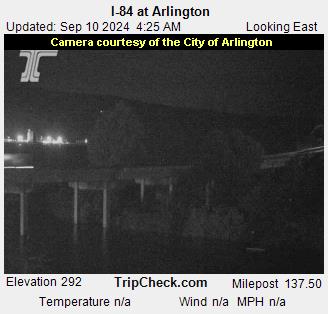 I-84 at Arlington
Updated: Sep 10 2024 4:25 AM Looking East
Camera courtesy of the City of Arlington
Elevation 292 TripCheck.com Milepost 137.50
Temperature n/a Wind n/a MPH n/a